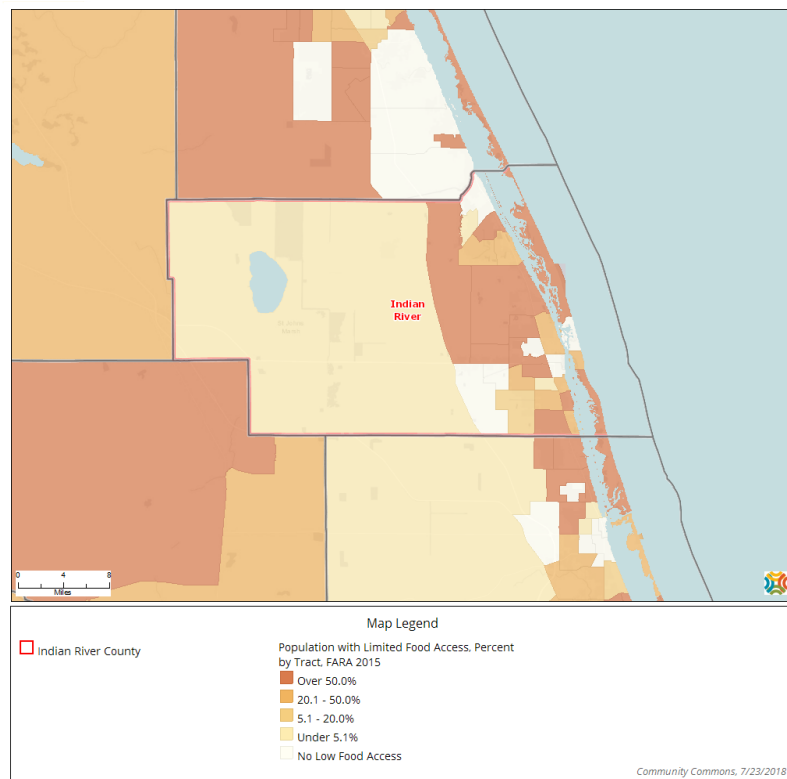 Indian
River
0 4 8
Miles
Map Legend
Indian River County
Population with Limited Food Access, Percent
by Tract, FARA 2015
Over 50.0%
20.1 - 50.0%
5.1 - 20.0%
Under 5.1%
No Low Food Access
Community Commons, 7/23/2018